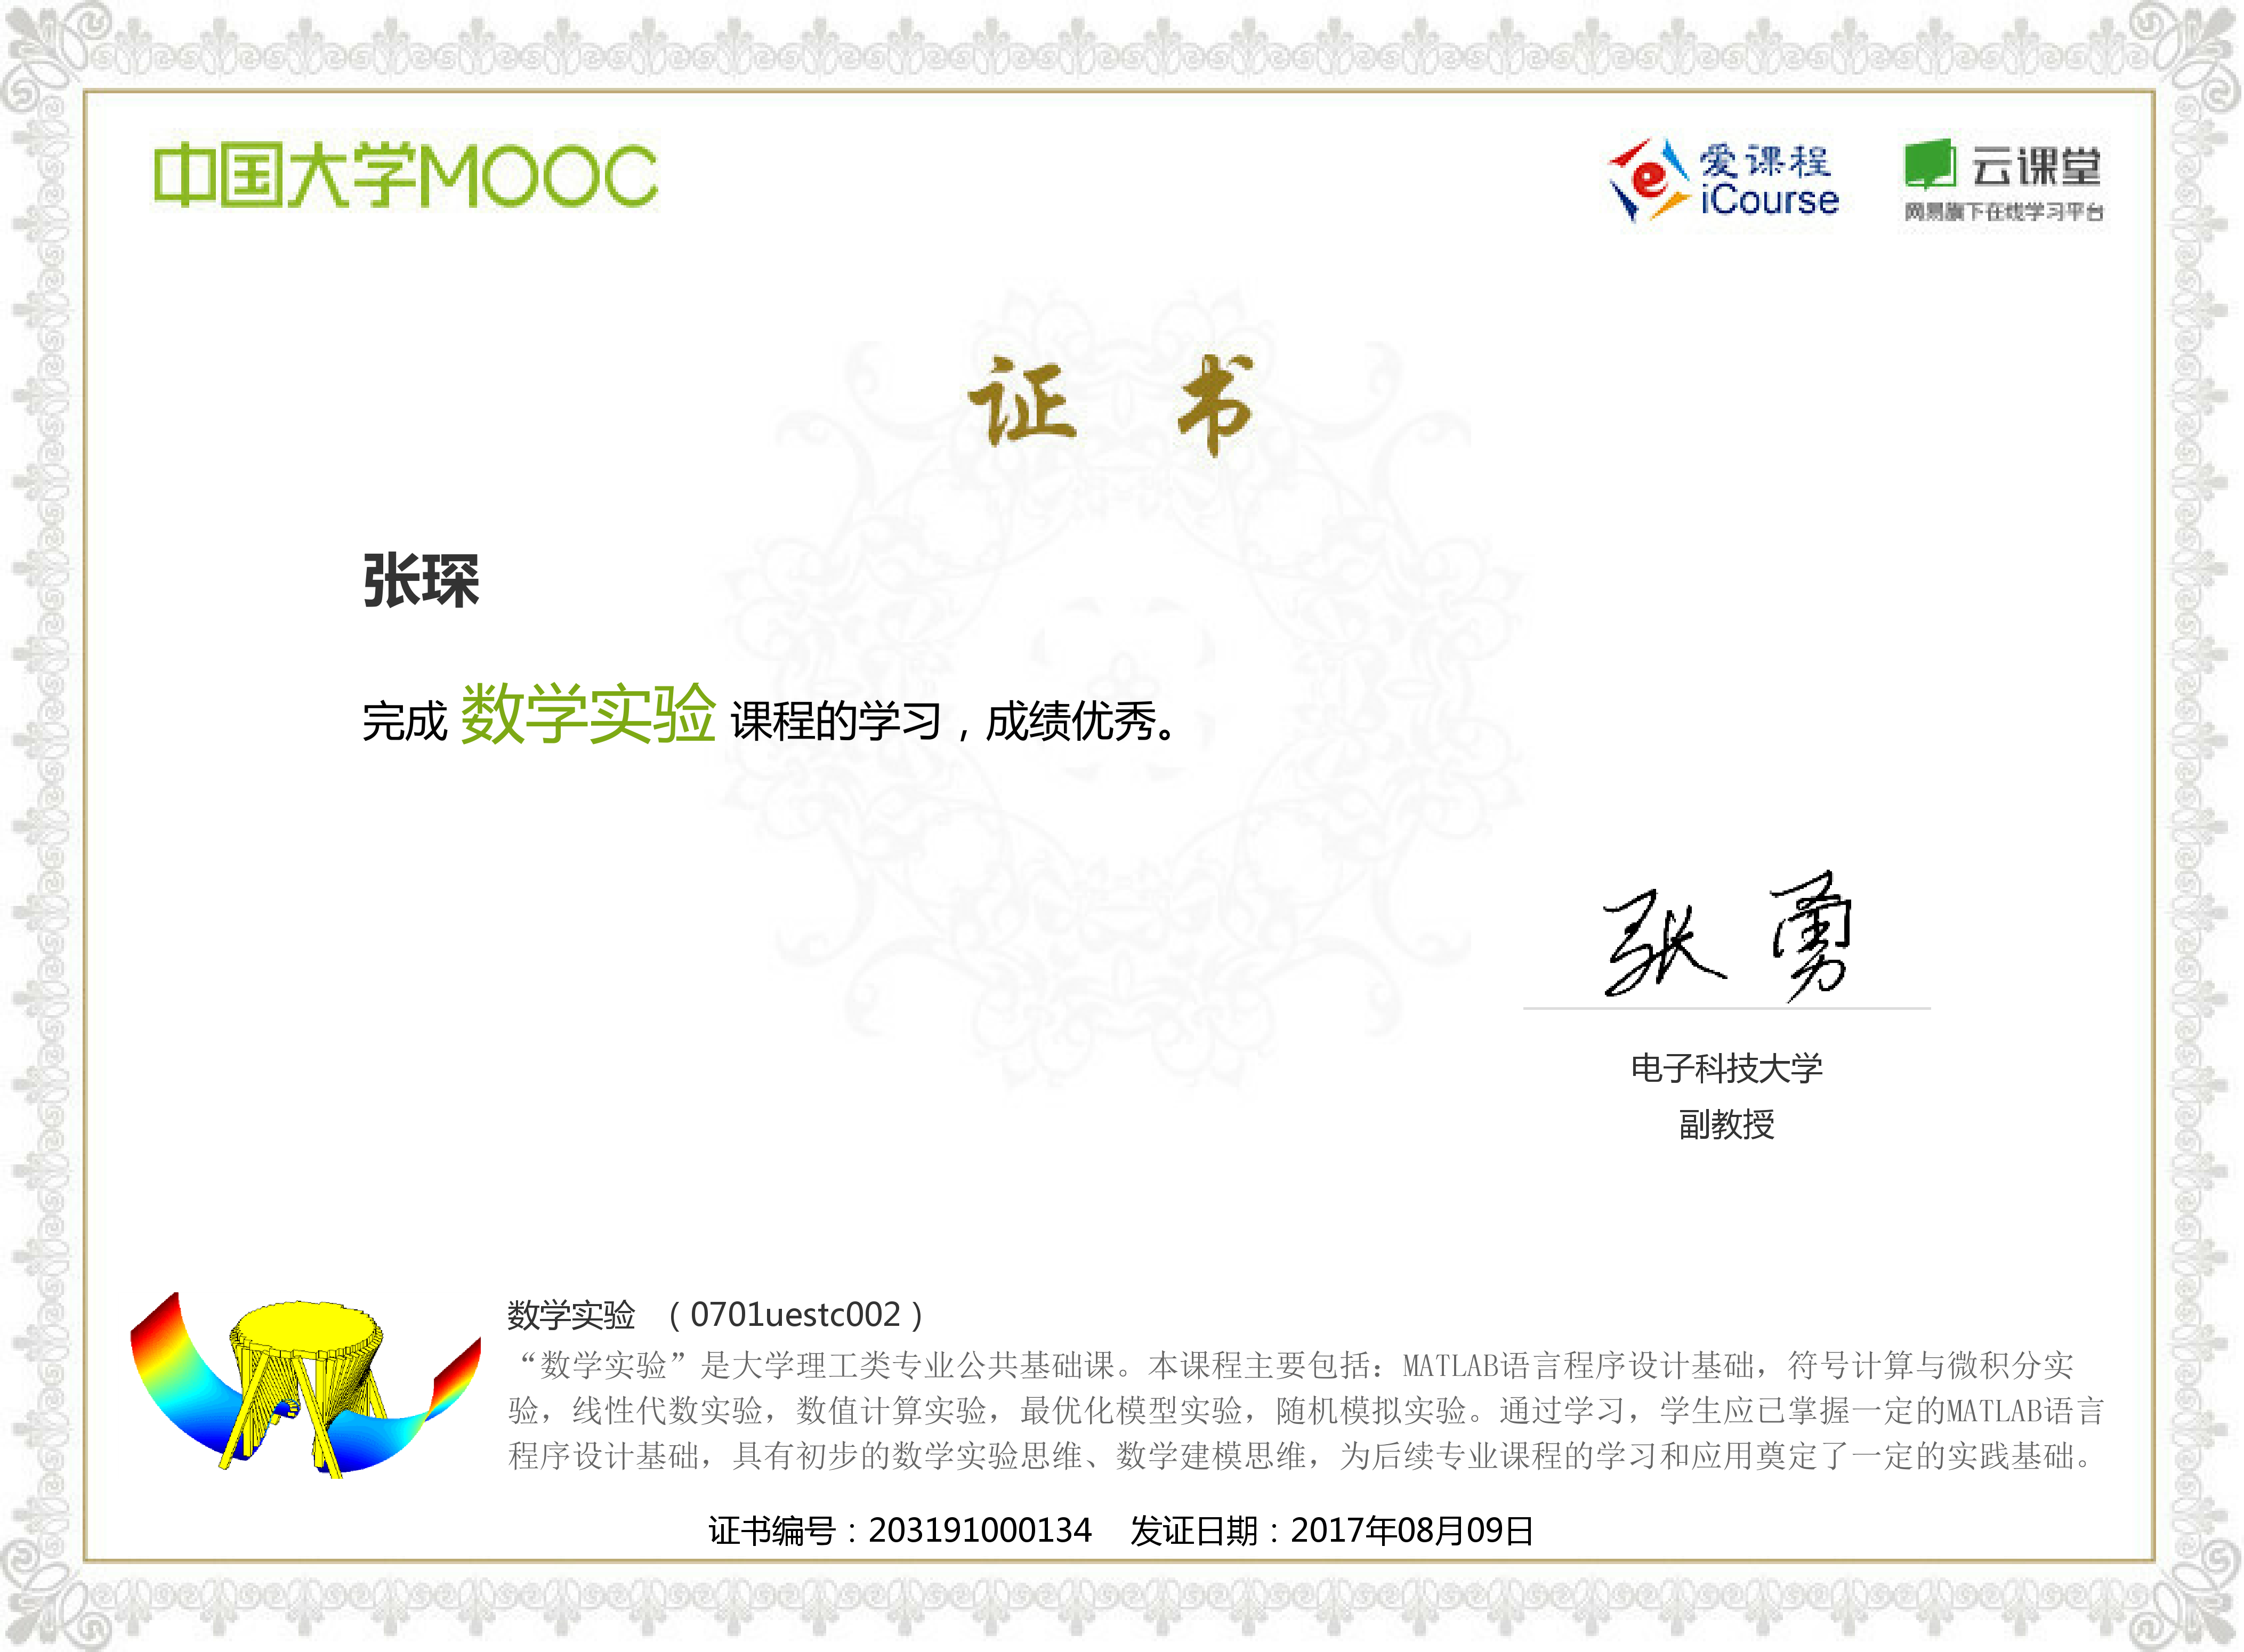 中国大学MOOC
爱课程
iCourse
云课堂
网易旗下在线学习平台
证 书
张琛
完成 数学实验 课程的学习，成绩优秀。
张 勇
电子科技大学
副教授
数学实验 （0701uestc002）
“数学实验”是大学理工类专业公共基础课。本课程主要包括：MATLAB语言程序设计基础，符号计算与微积分实
验，线性代数实验，数值计算实验，最优化模型实验，随机模拟实验。通过学习，学生应已掌握一定的MATLAB语言
程序设计基础，具有初步的数学实验思维、数学建模思维，为后续专业课程的学习和应用奠定了一定的实践基础。
证书编号：203191000134 发证日期：2017年08月09日